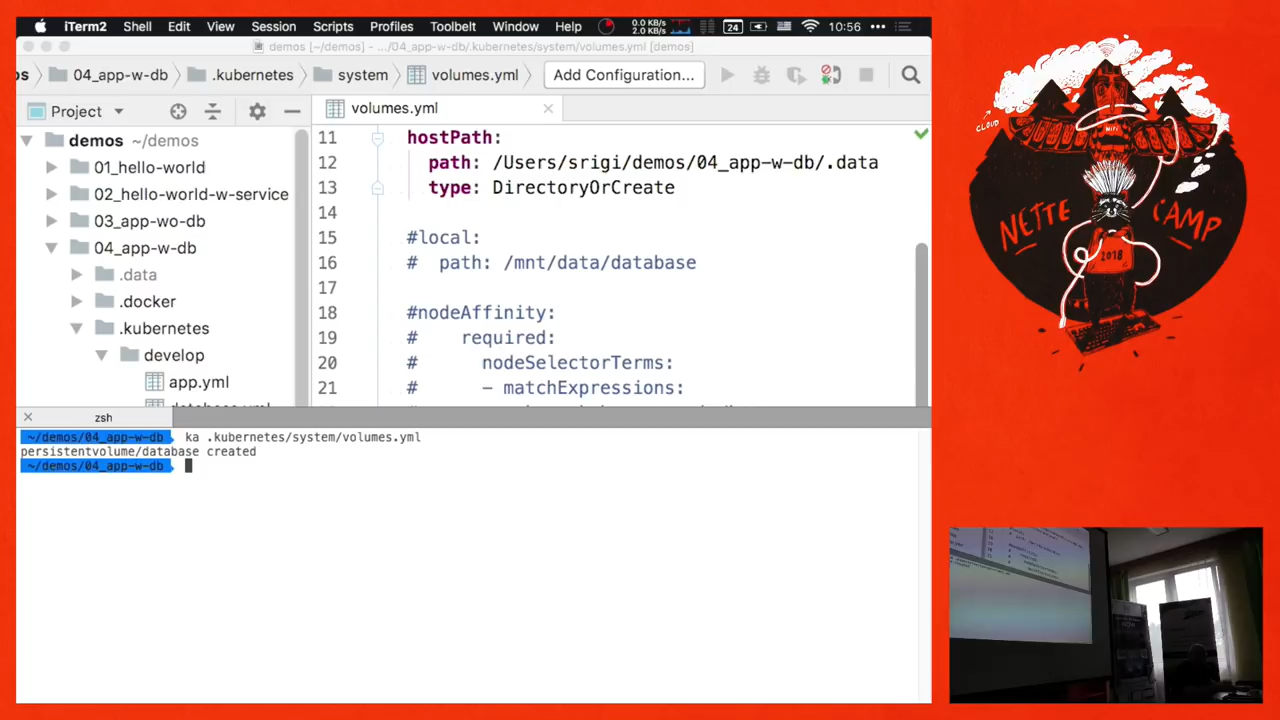 iTerm2 Shell Edit View Session Scripts Profiles Toolbelt Window Help 0.0 KB/s 2.0 KB/s 24 10:56
demos [~/demos] - .../04_app-w-db/.kubernetes/system/volumes.yml [demos]
os 04_app-w-db .kubernetes system volumes.yml Add Configuration...
Project volumes.yml
demos ~/demos
01_hello-world
02_hello-world-w-service
03_app-wo-db
04_app-w-db
.data
.docker
.kubernetes
develop
app.yml
database.yml
11 hostPath:
12 path: /Users/srigi/demos/04_app-w-db/.data
13 type: DirectoryOrCreate
14
15 #local:
16 # path: /mnt/data/database
17
18 #nodeAffinity:
19 # required:
20 # nodeSelectorTerms:
21 # - matchExpressions:
zsh
~/demos/04_app-w-db ka .kubernetes/system/volumes.yml
persistentvolume/database created
~/demos/04_app-w-db
CLOUD
WiFi
NETTE CAMP
2018